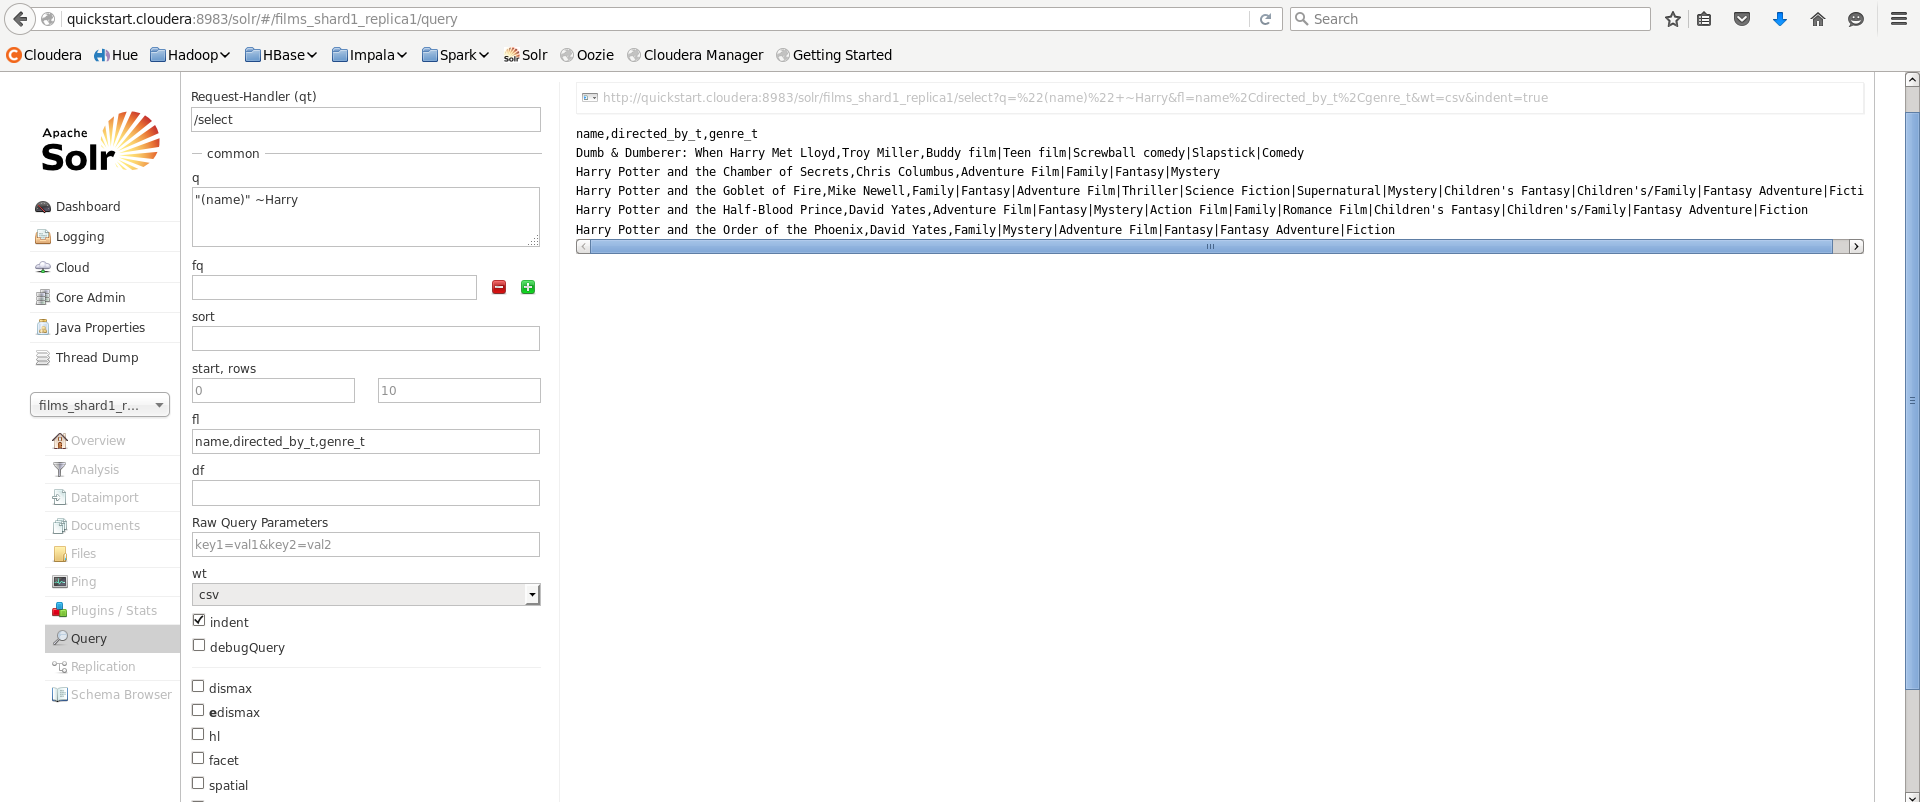 quickstart.cloudera:8983/solr/#/films_shard1_replica1/query
Search
Cloudera Hue Hadoop HBase Impala Spark Solr Solr Oozie Cloudera Manager Getting Started
Apache
Solr
Dashboard
Logging
Cloud
Core Admin
Java Properties
Thread Dump
films_shard1_r...
Overview
Analysis
Dataimport
Documents
Files
Ping
Plugins / Stats
Query
Replication
Schema Browser
Request-Handler (qt)
/select
common
q
"(name)" ~Harry
fq
sort
start, rows
0 10
fl
name,directed_by_t,genre_t
df
Raw Query Parameters
key1=val1&key2=val2
wt
csv
indent
debugQuery
dismax
edismax
hl
facet
spatial
http://quickstart.cloudera:8983/solr/films_shard1_replica1/select?q=%22(name)%22+~Harry&fl=name%2Cdirected_by_t%2Cgenre_t&wt=csv&indent=true
name,directed_by_t,genre_t
Dumb & Dumberer: When Harry Met Lloyd,Troy Miller,Buddy film|Teen film|Screwball comedy|Slapstick|Comedy
Harry Potter and the Chamber of Secrets,Chris Columbus,Adventure Film|Family|Fantasy|Mystery
Harry Potter and the Goblet of Fire,Mike Newell,Family|Fantasy|Adventure Film|Thriller|Science Fiction|Supernatural|Mystery|Children's Fantasy|Children's/Family|Fantasy Adventure|Ficti
Harry Potter and the Half-Blood Prince,David Yates,Adventure Film|Fantasy|Mystery|Action Film|Family|Romance Film|Children's Fantasy|Children's/Family|Fantasy Adventure|Fiction
Harry Potter and the Order of the Phoenix,David Yates,Family|Mystery|Adventure Film|Fantasy|Fantasy Adventure|Fiction